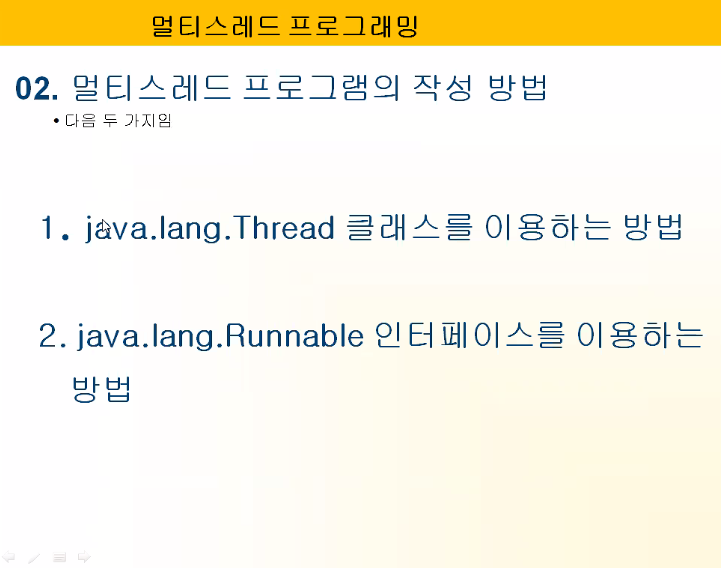 멀티스레드 프로그래밍
02. 멀티스레드 프로그램의 작성 방법
• 다음 두 가지임
1. java.lang.Thread 클래스를 이용하는 방법
2. java.lang.Runnable 인터페이스를 이용하는
방법